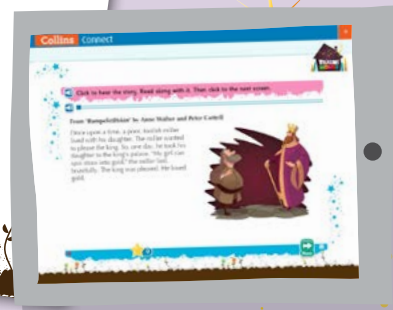 Collins Connect
Click to hear the story. Read along with it. Then click to the next screen.
From 'Rumpelstiltskin' by Anne Walter and Peter Cottrill
Once upon a time, a poor, foolish miller
lived with his daughter. The miller wanted
to please the king. So, one day, he took his
daughter to the king's palace. "My girl can
spin straw into gold," the miller lied,
boastfully. The king was pleased. He loved
gold.